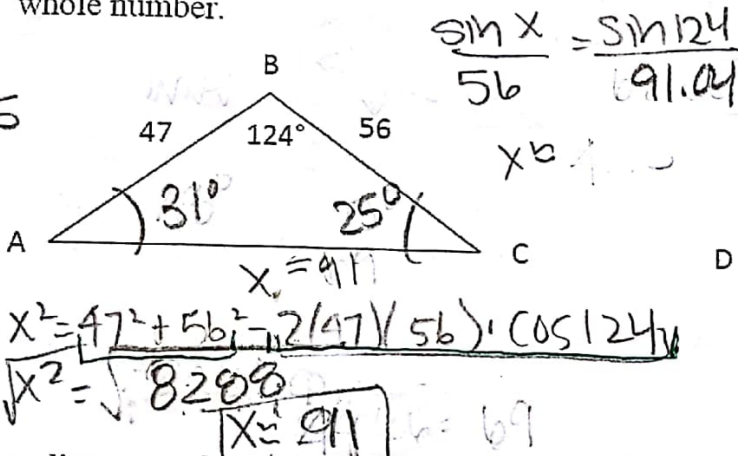 whole number.
sin x / 56 = sin 124 / 91.04
B
47
124°
56
31°
25°
A
C
D
x = 91
x² = 47² + 56² - 2(47)(56) · cos 124
√x² = √8288
x ≈ 91